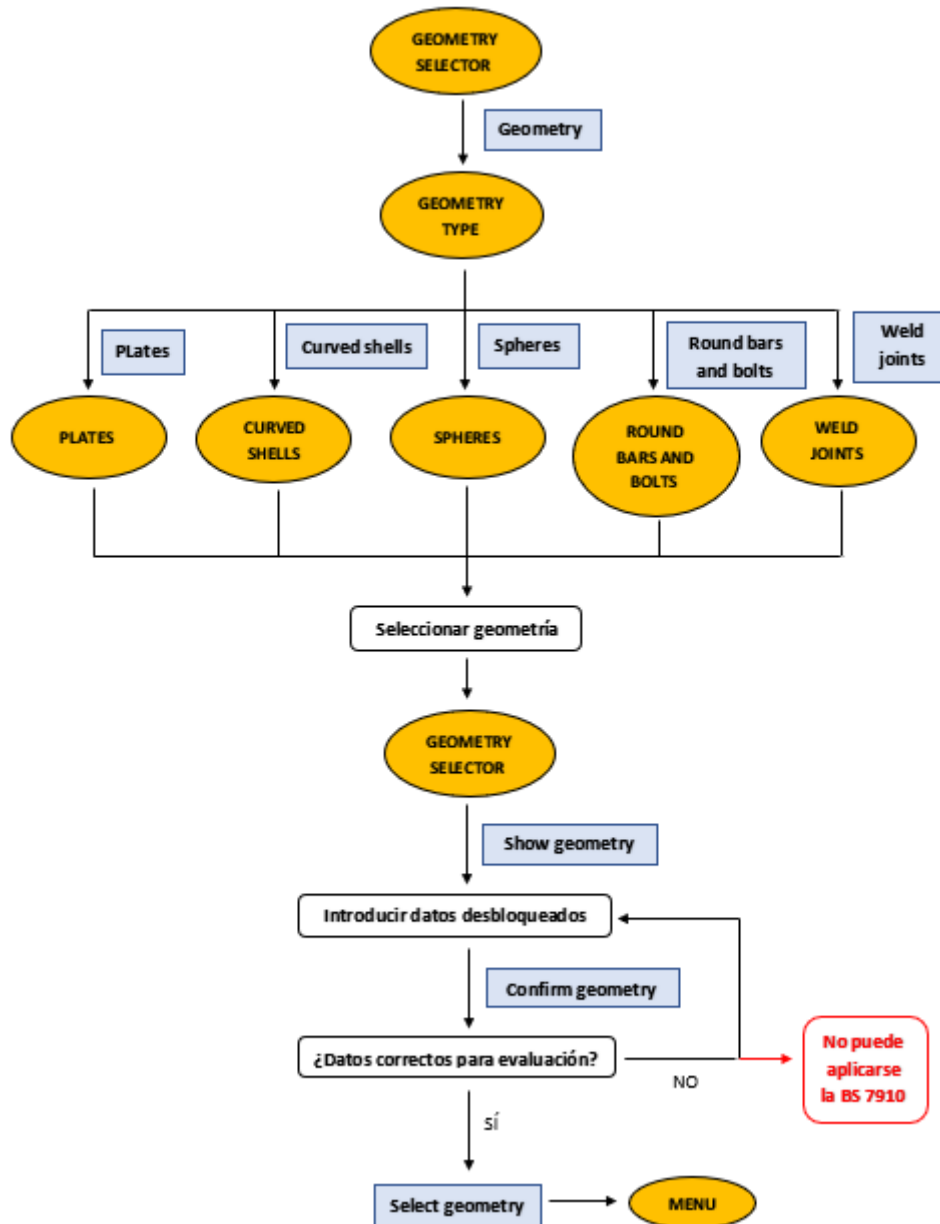 GEOMETRY
SELECTOR
Geometry
GEOMETRY
TYPE
PLates
Curved shells
Spheres
Round bars
and bolts
Weld
joints
PLATES
CURVED
SHELLS
SPHERES
ROUND
BARS AND
BOLTS
WELD
JOINTS
Seleccionar geometría
GEOMETRY
SELECTOR
Show geometry
Introducir datos desbloqueados
Confirm geometry
¿Datos correctos para evaluación?
NO
No puede
aplicarse
la BS 7910
SÍ
Select geometry
MENU